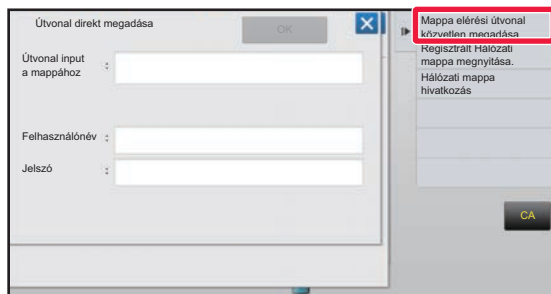 Útvonal direkt megadása
OK
Útvonal input
a mappához :
Felhasználónév :
Jelszó :
Mappa elérési útvonal
közvetlen megadása
Regisztrált Hálózati
mappa megnyitása.
Hálózati mappa
hivatkozás
CA